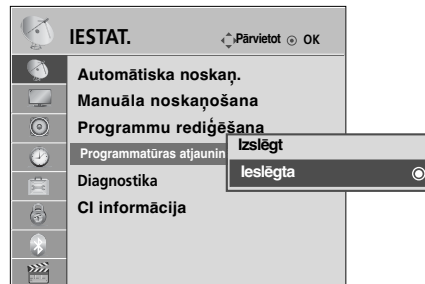 IESTAT.
Pārvietot OK
Automātiska noskaņ.
Manuāla noskaņošana
Programmu rediģēšana
Programmatūras atjaunin
Izslēgt
Ieslēgta
Diagnostika
CI informācija